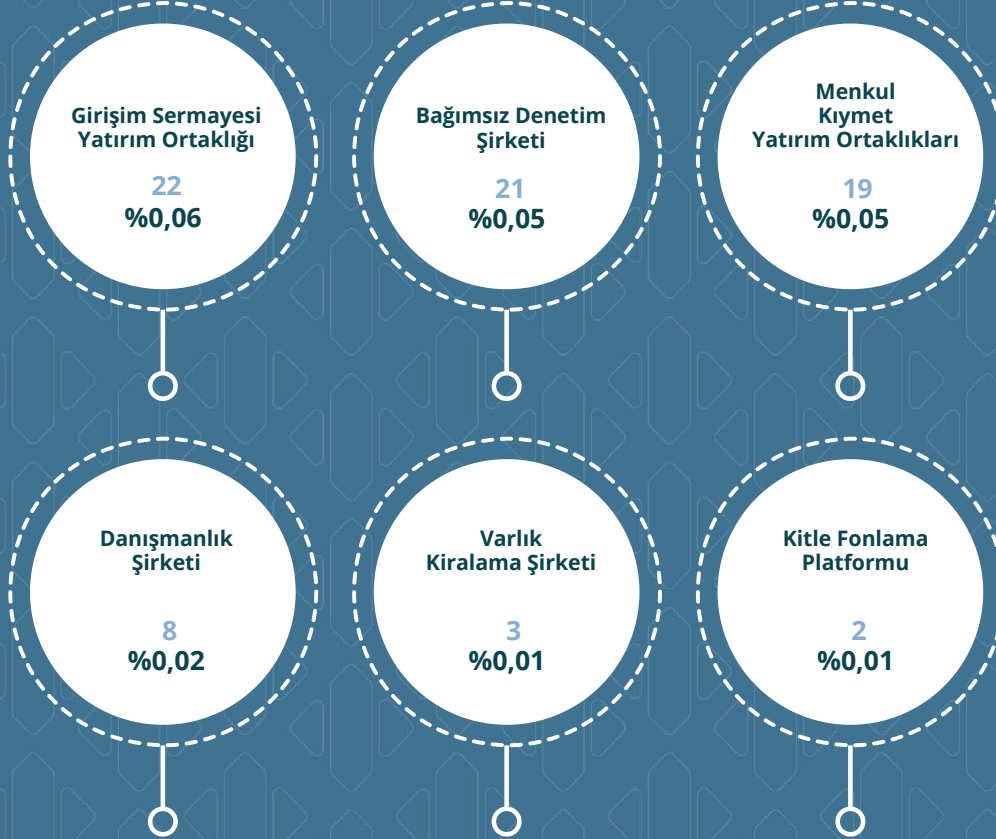 Girişim Sermayesi
Yatırım Ortaklığı
22
%0,06
Bağımsız Denetim
Şirketi
21
%0,05
Menkul
Kıymet
Yatırım Ortaklıkları
19
%0,05
Danışmanlık
Şirketi
8
%0,02
Varlık
Kiralama Şirketi
3
%0,01
Kitle Fonlama
Platformu
2
%0,01